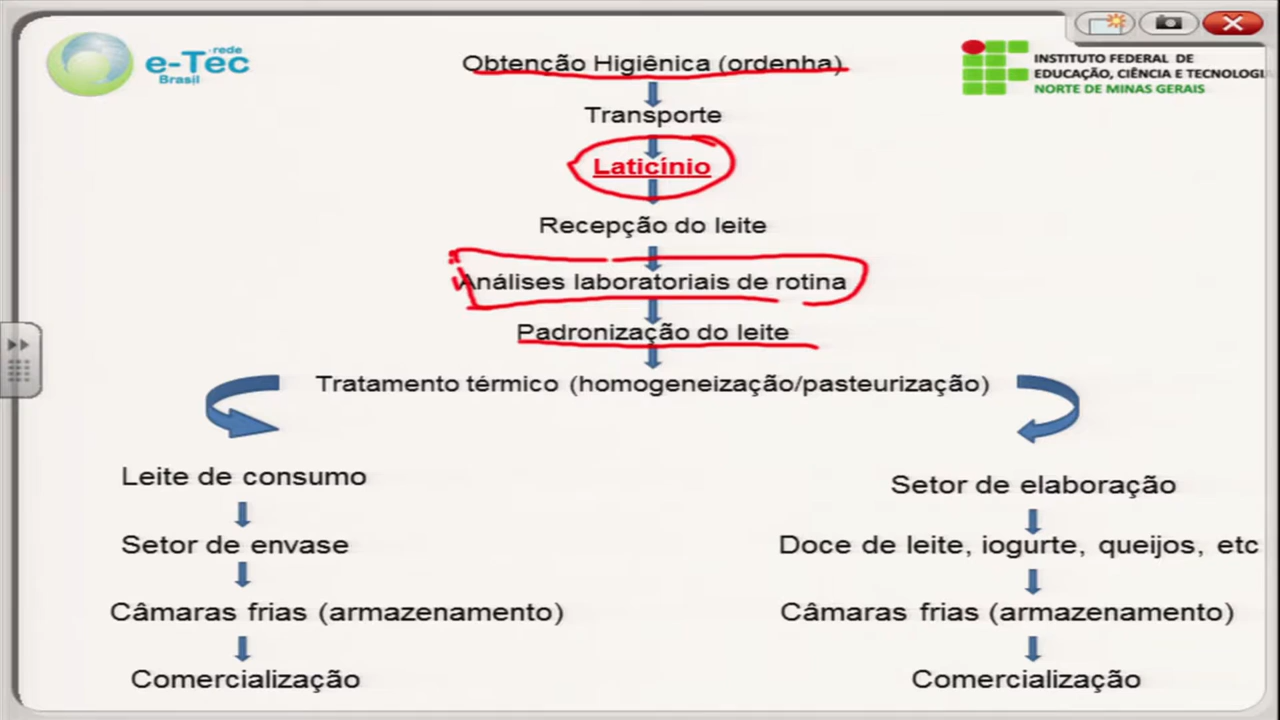 rede
e-Tec
Brasil
Obtenção Higiênica (ordenha)
INSTITUTO FEDERAL DE
EDUCAÇÃO, CIÊNCIA E TECNOLOGIA
NORTE DE MINAS GERAIS
Transporte
Laticínio
Recepção do leite
Análises laboratoriais de rotina
Padronização do leite
Tratamento térmico (homogeneização/pasteurização)
Leite de consumo
Setor de envase
Câmaras frias (armazenamento)
Comercialização
Setor de elaboração
Doce de leite, iogurte, queijos, etc
Câmaras frias (armazenamento)
Comercialização